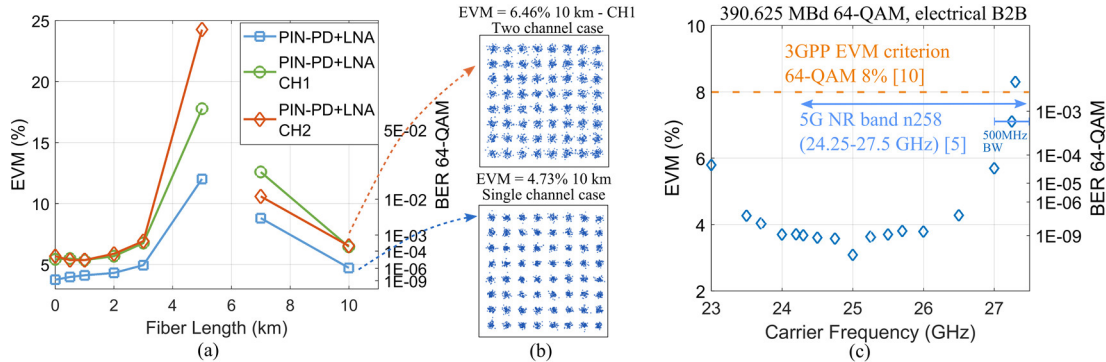 EVM (%)
25
20
15
10
5
0
2
4
6
8
10
Fiber Length (km)
(a)
PIN-PD+LNA
PIN-PD+LNA
CH1
PIN-PD+LNA
CH2
5E-02
1E-02
1E-03
1E-04
1E-06
1E-09
BER 64-QAM
EVM = 6.46% 10 km - CH1
Two channel case
EVM = 4.73% 10 km
Single channel case
(b)
390.625 MBd 64-QAM, electrical B2B
EVM (%)
10
8
6
4
2
23
24
25
26
27
Carrier Frequency (GHz)
(c)
3GPP EVM criterion
64-QAM 8% [10]
5G NR band n258
(24.25-27.5 GHz) [5]
500MHz
BW
1E-03
1E-04
1E-05
1E-06
1E-09
BER 64-QAM